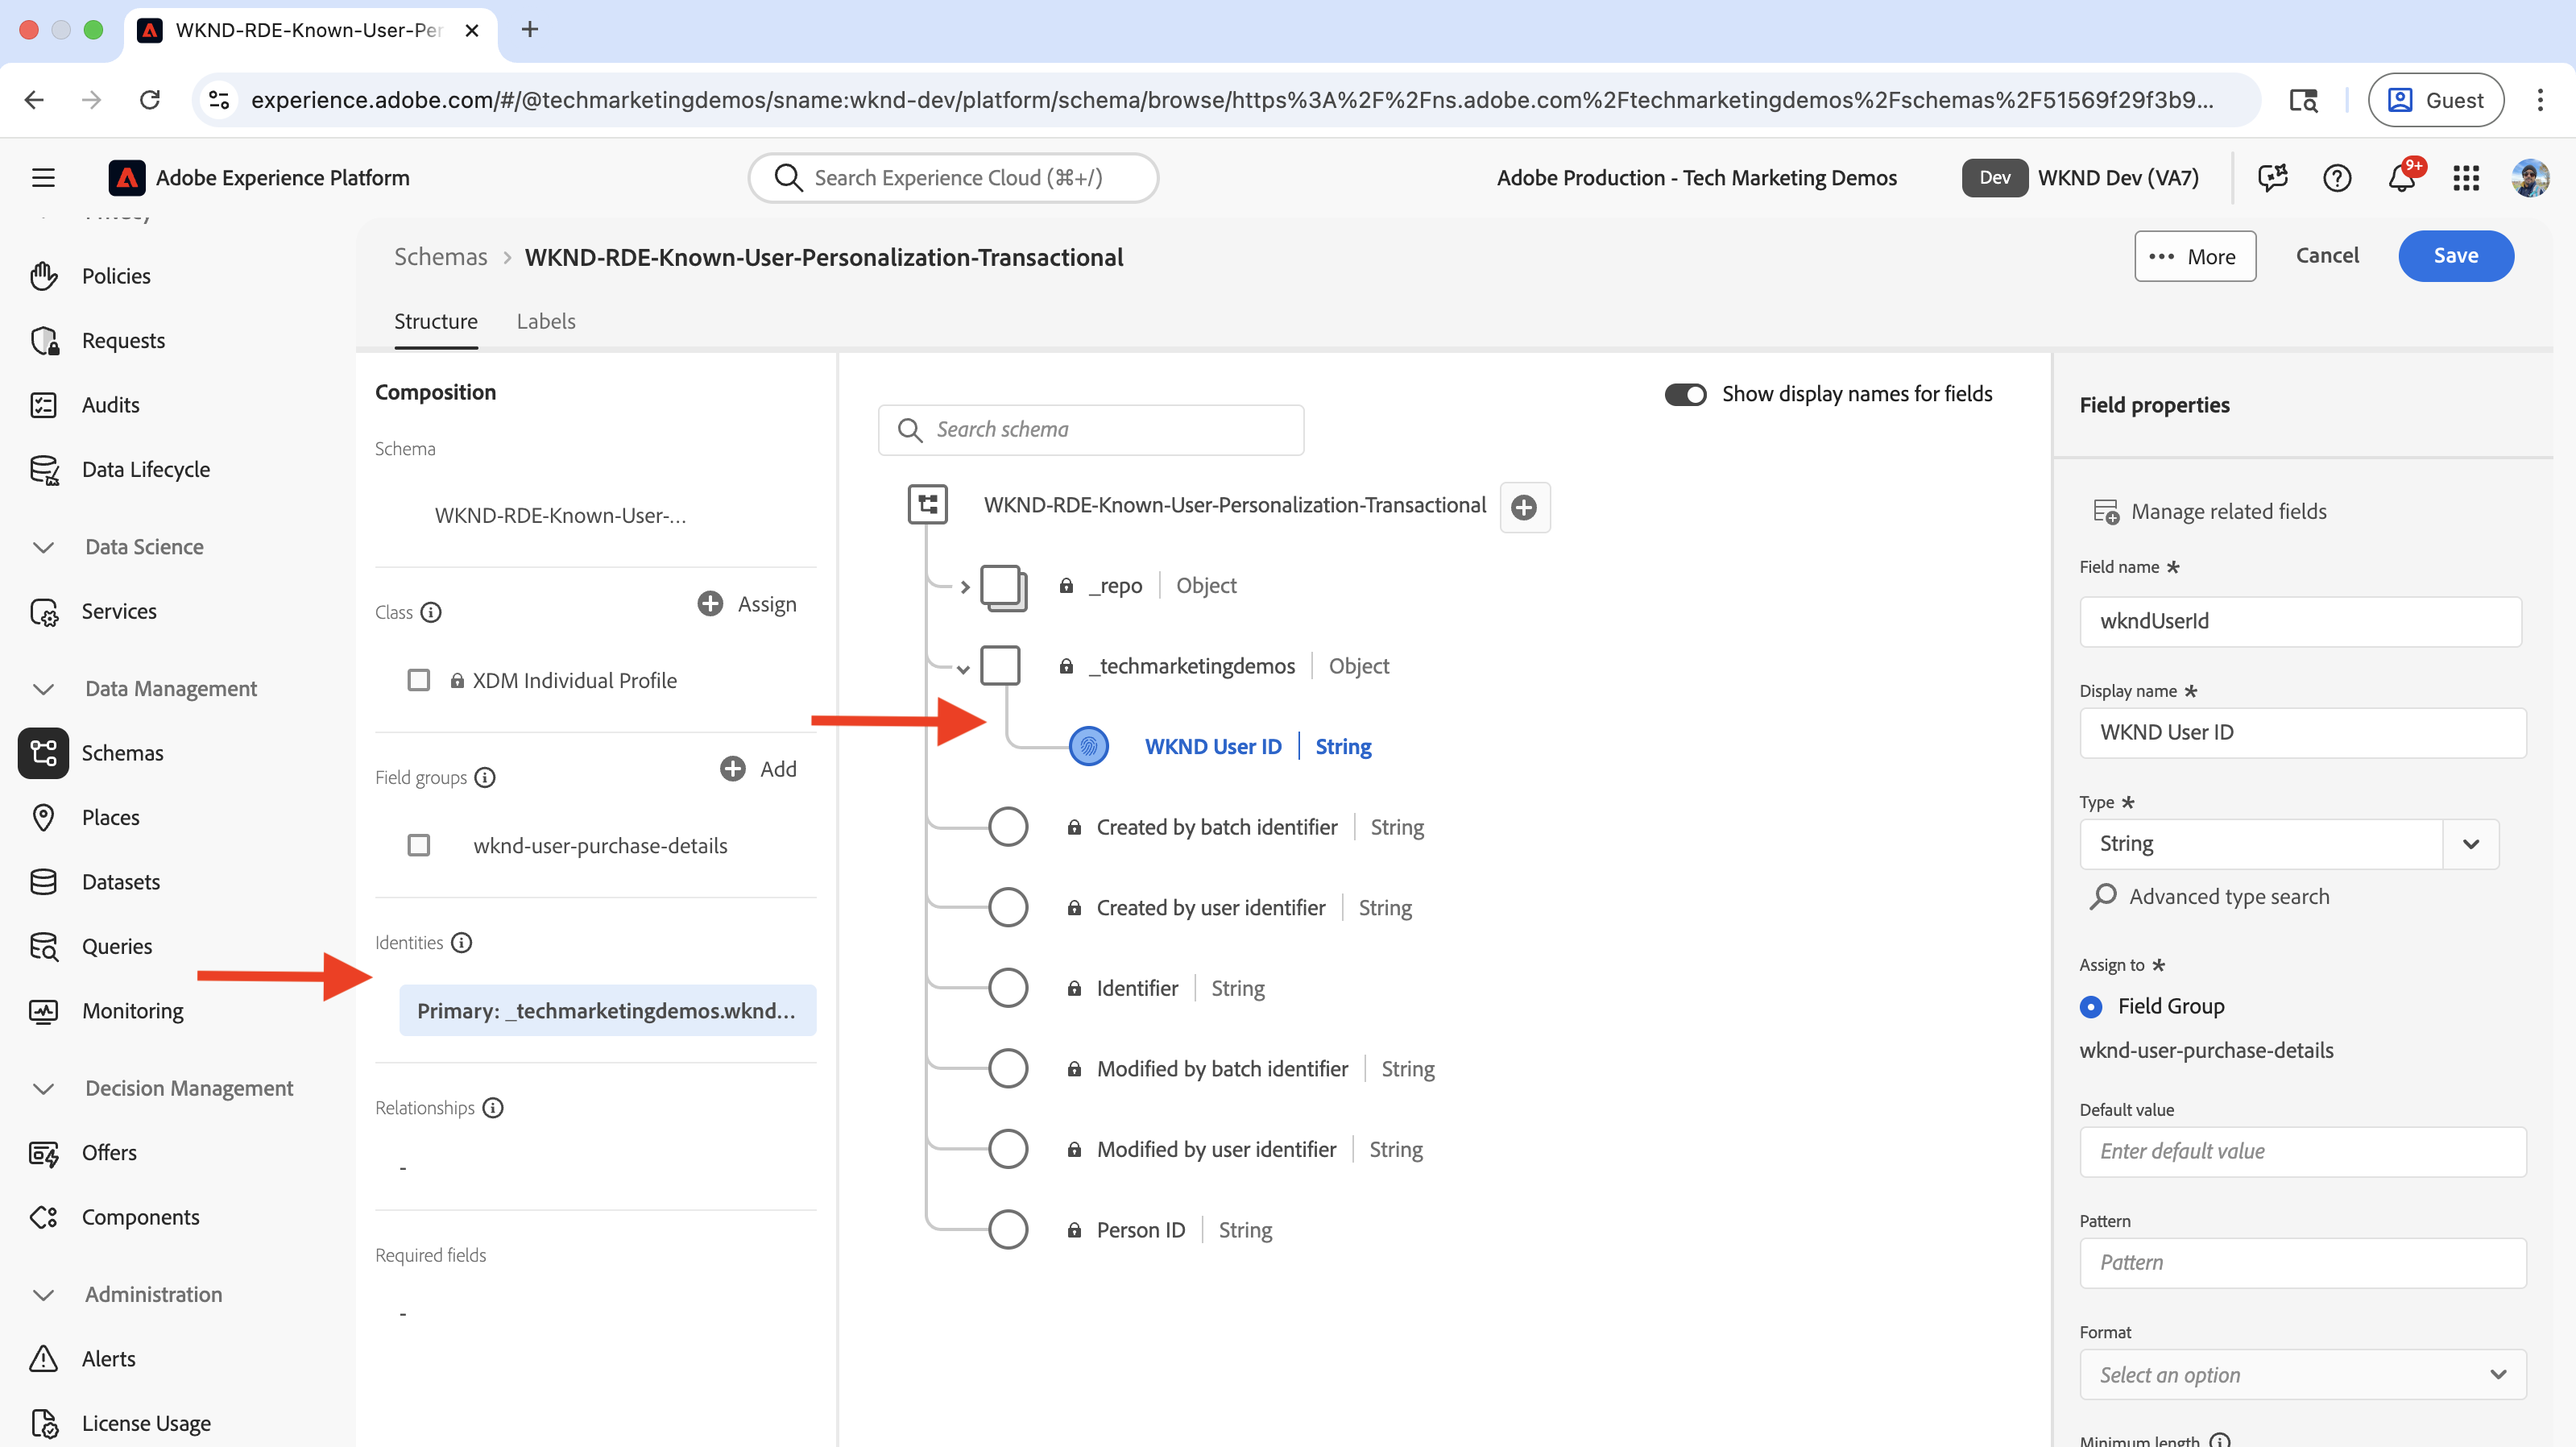 WKND-RDE-Known-User-Per
experience.adobe.com/#/@techmarketingdemos/sname:wknd-dev/platform/schema/browse/https%3A%2F%2Fns.adobe.com%2Ftechmarketingdemos%2Fschemas%2F51569f29f3b9...
Guest
Adobe Experience Platform
Search Experience Cloud (⌘+/)
Adobe Production - Tech Marketing Demos
Dev
WKND Dev (VA7)
9+
Policies
Requests
Audits
Data Lifecycle
Data Science
Services
Data Management
Schemas
Places
Datasets
Queries
Monitoring
Decision Management
Offers
Components
Administration
Alerts
License Usage
Schemas > WKND-RDE-Known-User-Personalization-Transactional
••• More
Cancel
Save
Structure
Labels
Composition
Schema
WKND-RDE-Known-User-...
Class
Assign
XDM Individual Profile
Field groups
Add
wknd-user-purchase-details
Identities
Primary: _techmarketingdemos.wknd...
Relationships
-
Required fields
-
Show display names for fields
Search schema
WKND-RDE-Known-User-Personalization-Transactional
_repo | Object
_techmarketingdemos | Object
WKND User ID | String
Created by batch identifier | String
Created by user identifier | String
Identifier | String
Modified by batch identifier | String
Modified by user identifier | String
Person ID | String
Field properties
Manage related fields
Field name *
wkndUserId
Display name *
WKND User ID
Type *
String
Advanced type search
Assign to *
Field Group
wknd-user-purchase-details
Default value
Enter default value
Pattern
Pattern
Format
Select an option
Minimum length